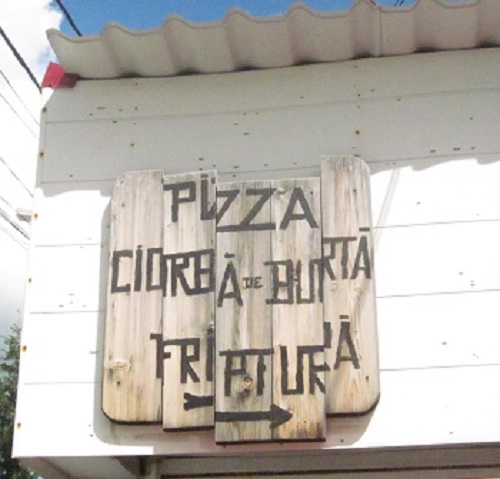 PIZZA
CIORBĂ DE BURTĂ
FRIPTURĂ